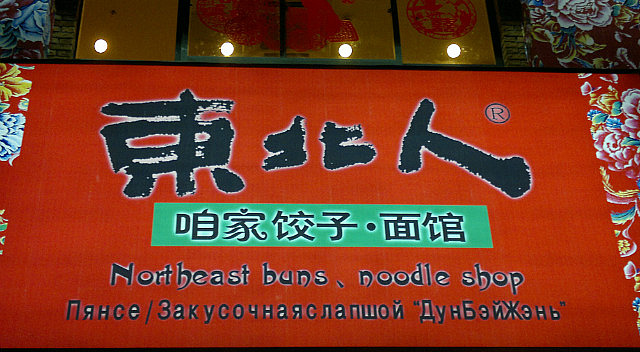 東北人®
咱家饺子·面馆
Northeast buns、noodle shop
Пянсе/Закусочнаяслапшой "ДунБэйЖэнь"